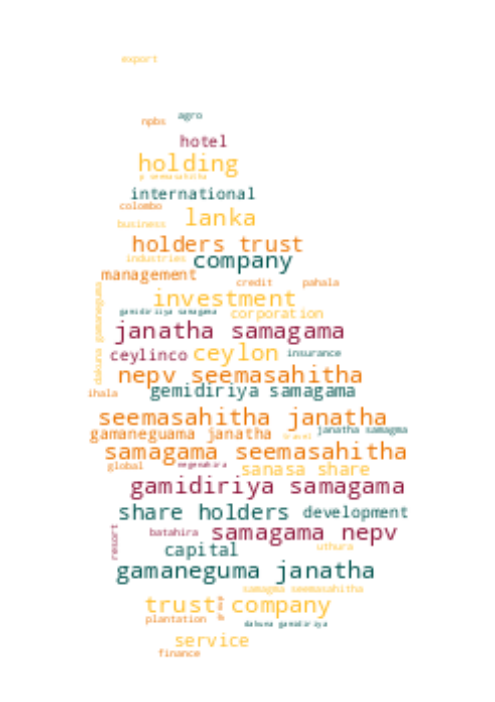 export
agro
npbs
hotel
holding
p seemasahitha
international
colombo
lanka
business
holders trust
industries company
management
credit pahala
dakuna gamaneguma
investment
gamidiriya samagama corporation
janatha samagama
ceylinco ceylon insurance
nepv seemasahitha
ihala gemidiriya samagama
seemasahitha janatha
gamaneguama janatha travel janatha samagma
samagama seemasahitha
global negenahira sanasa share
gamidiriya samagama
share holders development
resort batahira samagama nepv
capital uthura
gamaneguma janatha
samagma seemasahitha
trust company
plantation dakuna gamidiriya
service
finance